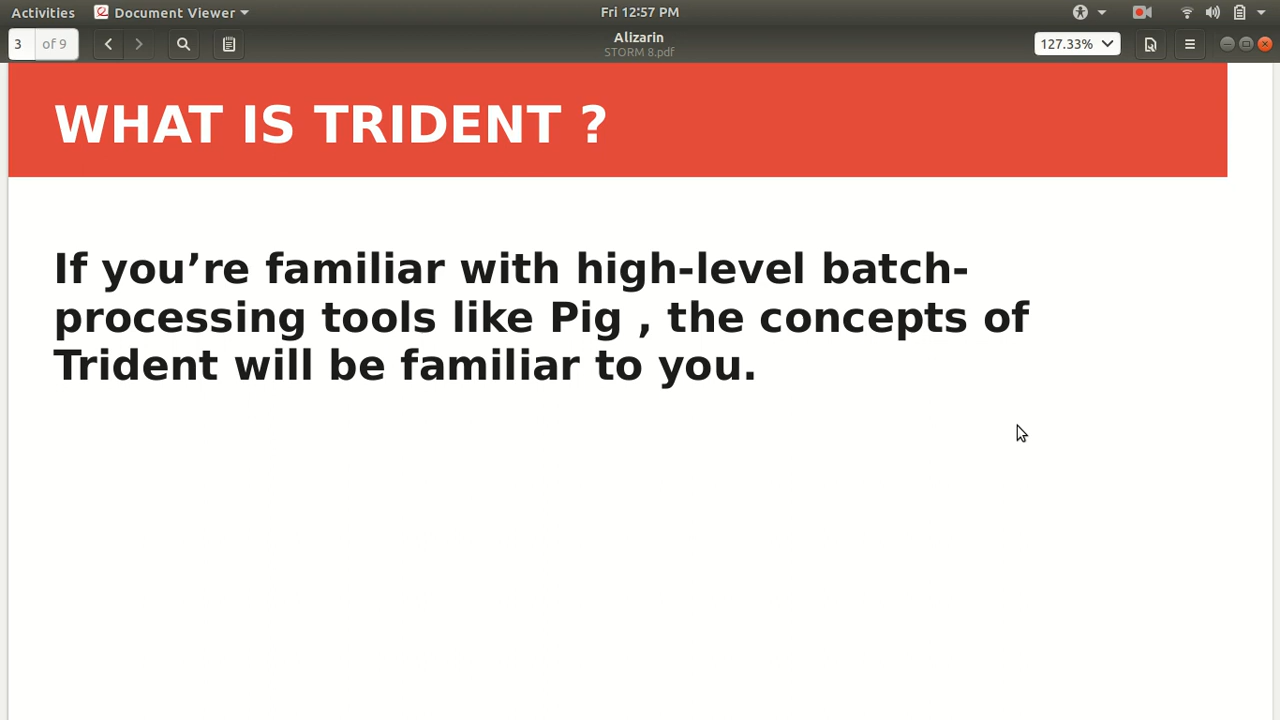 Activities
Document Viewer
Fri 12:57 PM
3
of 9
Alizarin
STORM 8.pdf
127.33%
WHAT IS TRIDENT ?
If you’re familiar with high-level batch-
processing tools like Pig , the concepts of
Trident will be familiar to you.